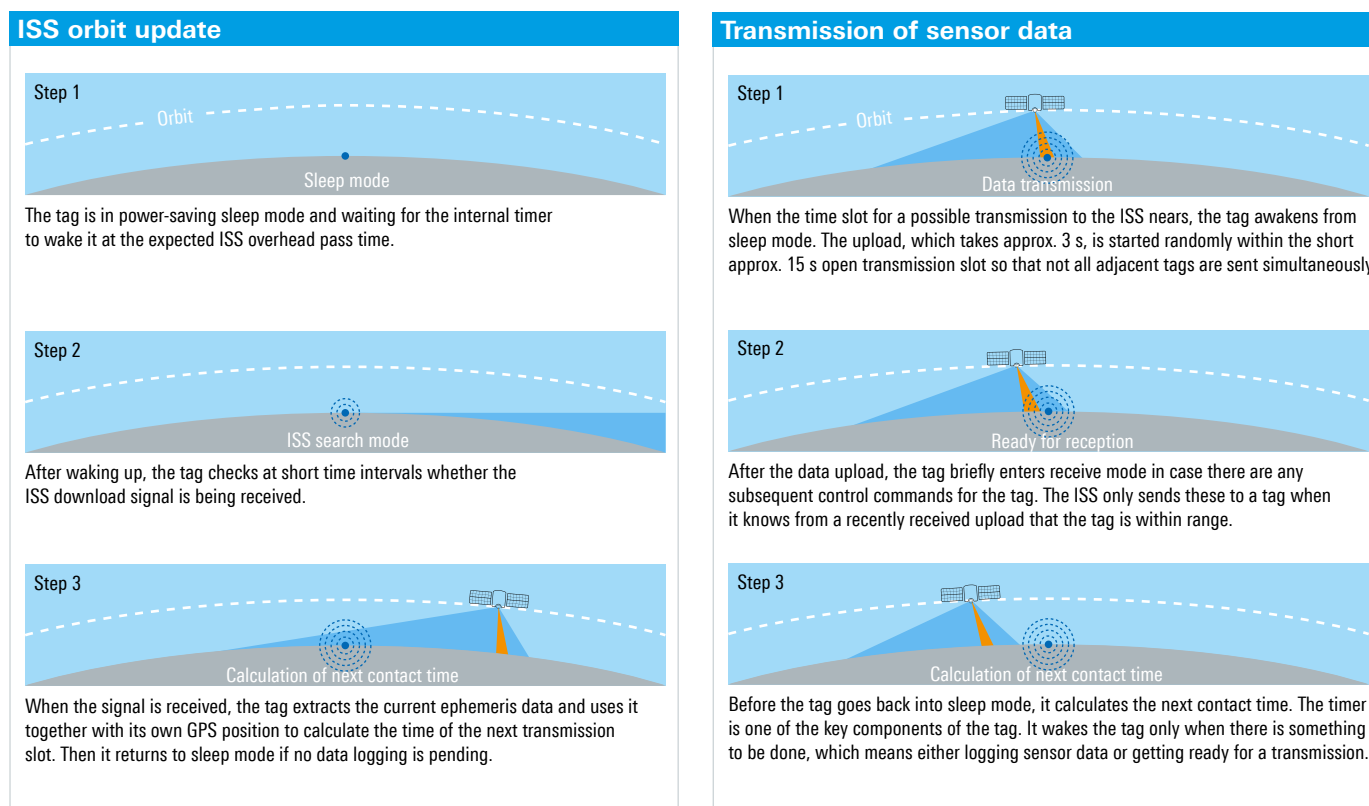 ISS orbit update
Step 1
Orbit
Sleep mode
The tag is in power-saving sleep mode and waiting for the internal timer
to wake it at the expected ISS overhead pass time.
Step 2
ISS search mode
After waking up, the tag checks at short time intervals whether the
ISS download signal is being received.
Step 3
Calculation of next contact time
When the signal is received, the tag extracts the current ephemeris data and uses it
together with its own GPS position to calculate the time of the next transmission
slot. Then it returns to sleep mode if no data logging is pending.
Transmission of sensor data
Step 1
Orbit
Data transmission
When the time slot for a possible transmission to the ISS nears, the tag awakens from
sleep mode. The upload, which takes approx. 3 s, is started randomly within the short
approx. 15 s open transmission slot so that not all adjacent tags are sent simultaneously
Step 2
Ready for reception
After the data upload, the tag briefly enters receive mode in case there are any
subsequent control commands for the tag. The ISS only sends these to a tag when
it knows from a recently received upload that the tag is within range.
Step 3
Calculation of next contact time
Before the tag goes back into sleep mode, it calculates the next contact time. The timer
is one of the key components of the tag. It wakes the tag only when there is something
to be done, which means either logging sensor data or getting ready for a transmission.